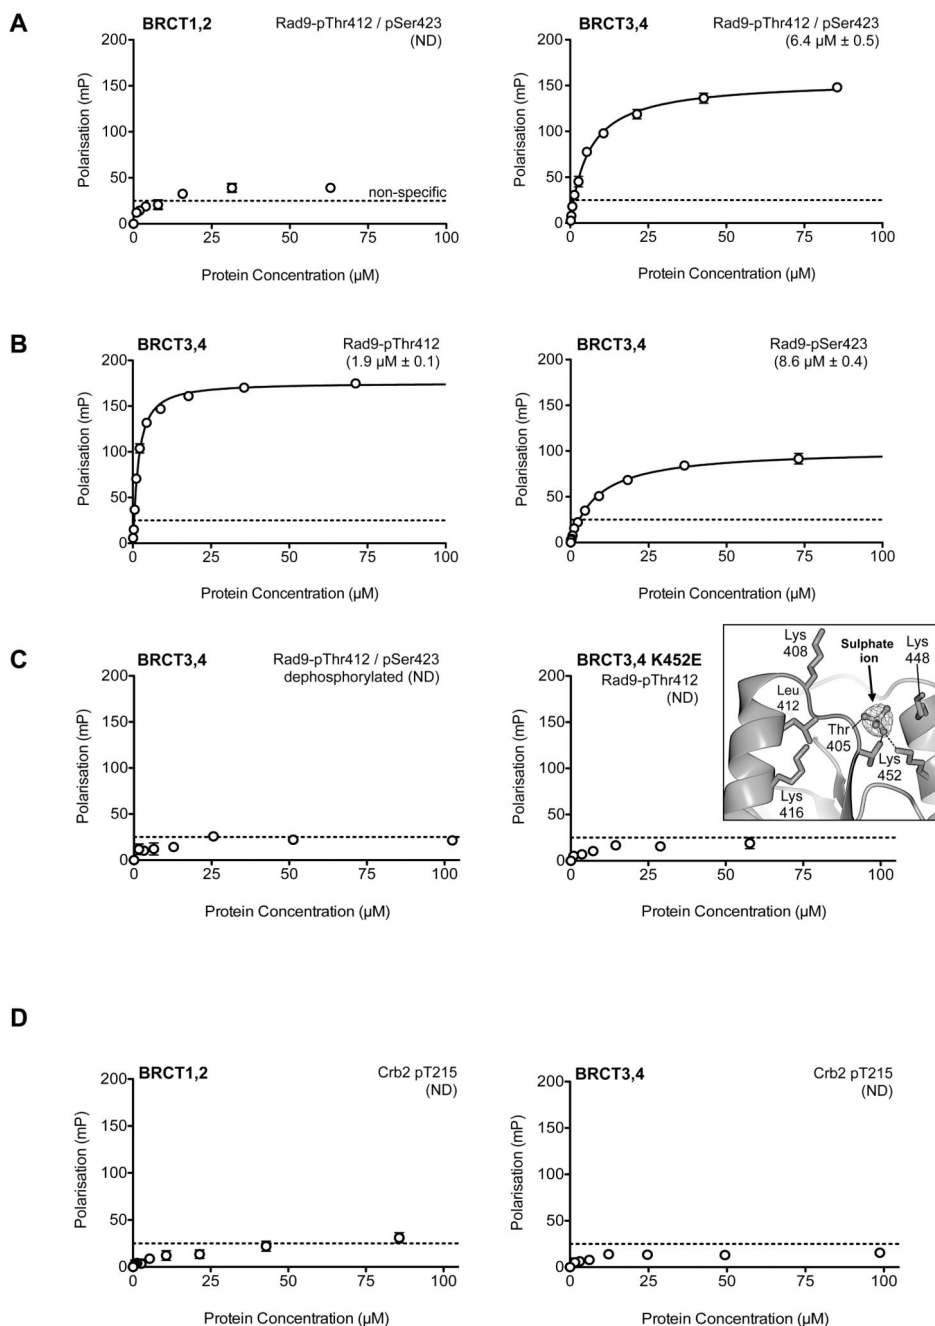 A
BRCT1,2
Rad9-pThr412 / pSer423
(ND)
200
150
100
50
0
Polarisation (mP)
non-specific
0 25 50 75 100
Protein Concentration (µM)
BRCT3,4
Rad9-pThr412 / pSer423
(6.4 µM ± 0.5)
200
150
100
50
0
Polarisation (mP)
0 25 50 75 100
Protein Concentration (µM)
B
BRCT3,4
Rad9-pThr412
(1.9 µM ± 0.1)
200
150
100
50
0
Polarisation (mP)
0 25 50 75 100
Protein Concentration (µM)
BRCT3,4
Rad9-pSer423
(8.6 µM ± 0.4)
200
150
100
50
0
Polarisation (mP)
0 25 50 75 100
Protein Concentration (µM)
C
BRCT3,4
Rad9-pThr412 / pSer423
dephosphorylated (ND)
200
150
100
50
0
Polarisation (mP)
0 25 50 75 100
Protein Concentration (µM)
BRCT3,4 K452E
Rad9-pThr412
(ND)
200
150
100
50
0
Polarisation (mP)
0 25 50 75 100
Protein Concentration (µM)
Lys
408
Sulphate
ion
Lys
448
Leu
412
Thr
405
Lys
452
Lys
416
D
BRCT1,2
Crb2 pT215
(ND)
200
150
100
50
0
Polarisation (mP)
0 25 50 75 100
Protein Concentration (µM)
BRCT3,4
Crb2 pT215
(ND)
200
150
100
50
0
Polarisation (mP)
0 25 50 75 100
Protein Concentration (µM)